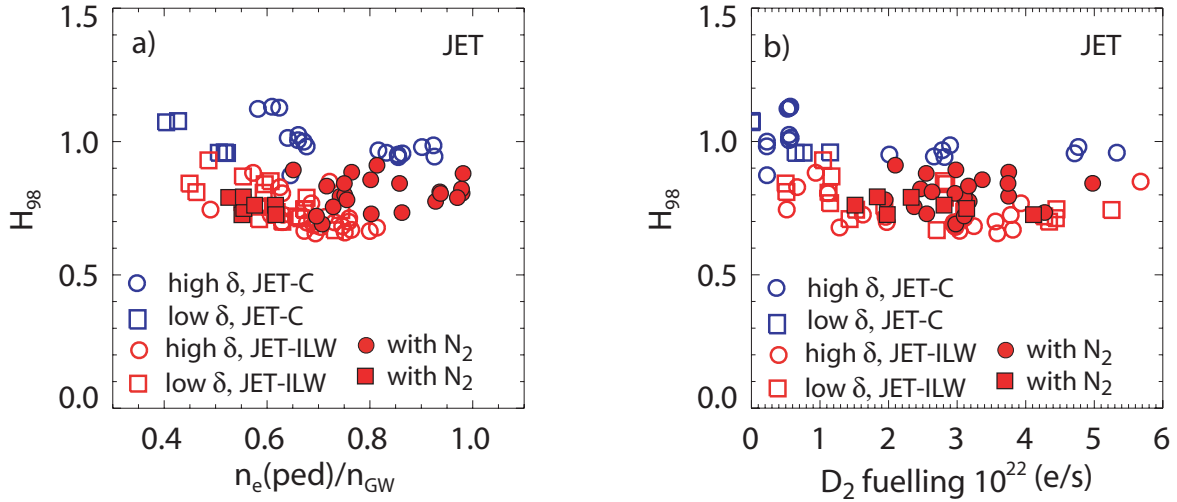 a)
JET
H₉₈
1.5
1.0
0.5
0.0
high δ, JET-C
low δ, JET-C
high δ, JET-ILW
low δ, JET-ILW
with N₂
with N₂
0.4 0.6 0.8 1.0
nₑ(ped)/n_GW
b)
JET
H₉₈
1.5
1.0
0.5
0.0
high δ, JET-C
low δ, JET-C
high δ, JET-ILW
low δ, JET-ILW
with N₂
with N₂
0 1 2 3 4 5 6
D₂ fuelling 10²² (e/s)